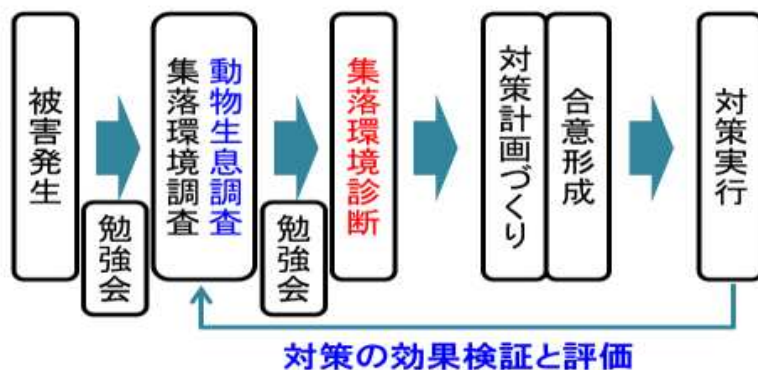 被害発生
勉強会
動物生息調査
集落環境調査
勉強会
集落環境診断
対策計画づくり
合意形成
対策実行
対策の効果検証と評価